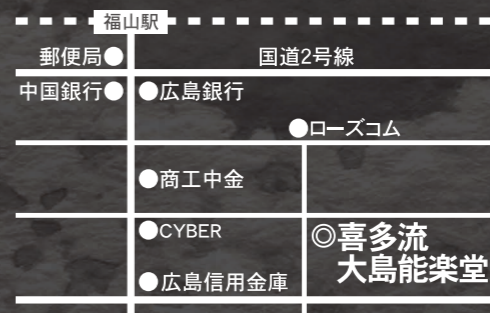 福山駅
郵便局●
国道2号線
中国銀行●
●広島銀行
●ローズコム
●商工中金
●CYBER
◎喜多流
大島能楽堂
●広島信用金庫